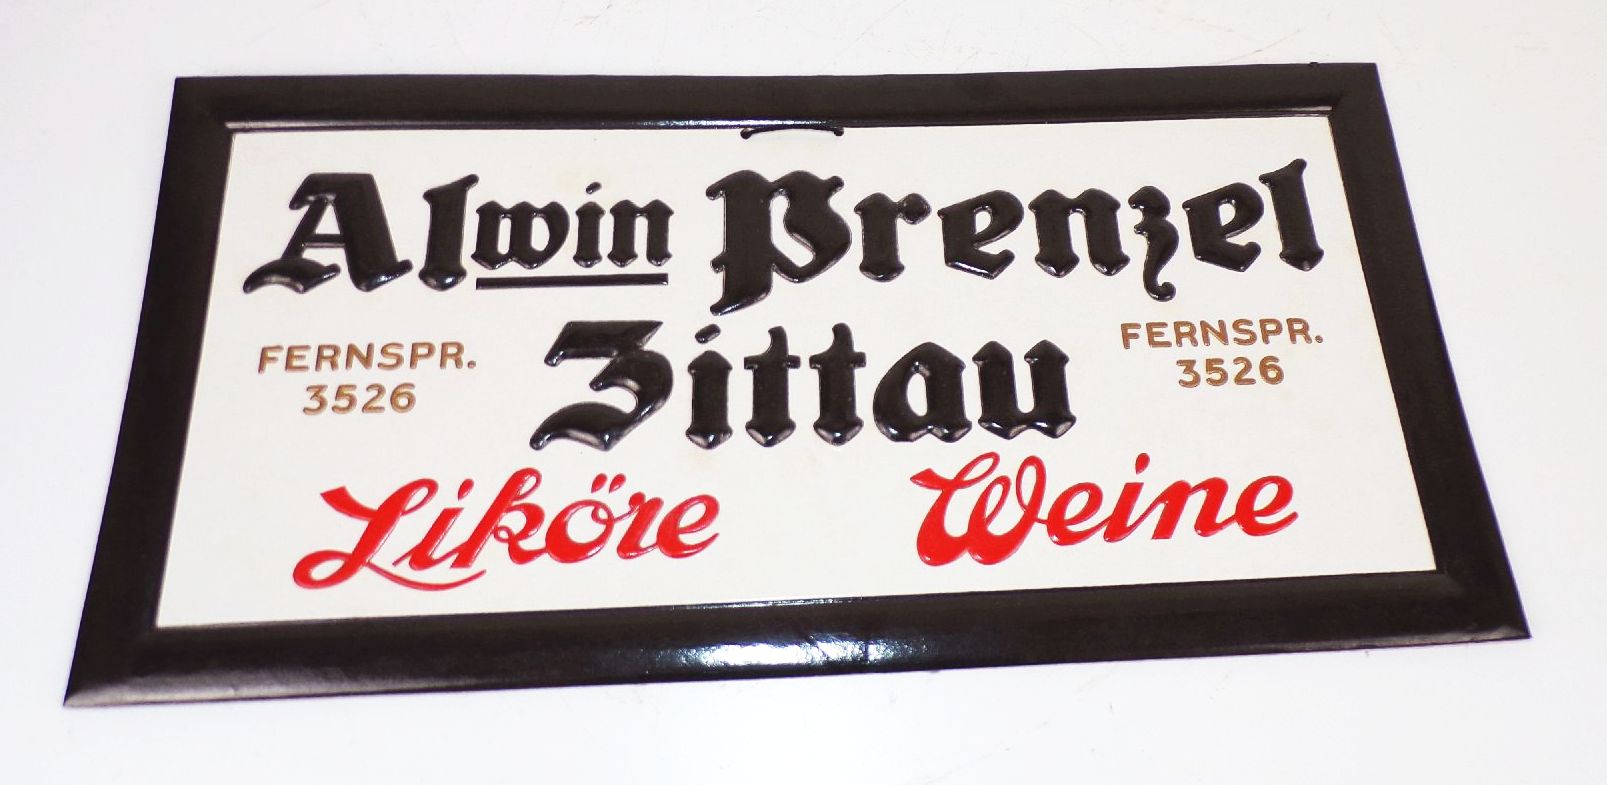 Alwin Prenzel
Zittau
FERNSPR.
3526
FERNSPR.
3526
Liköre Weine